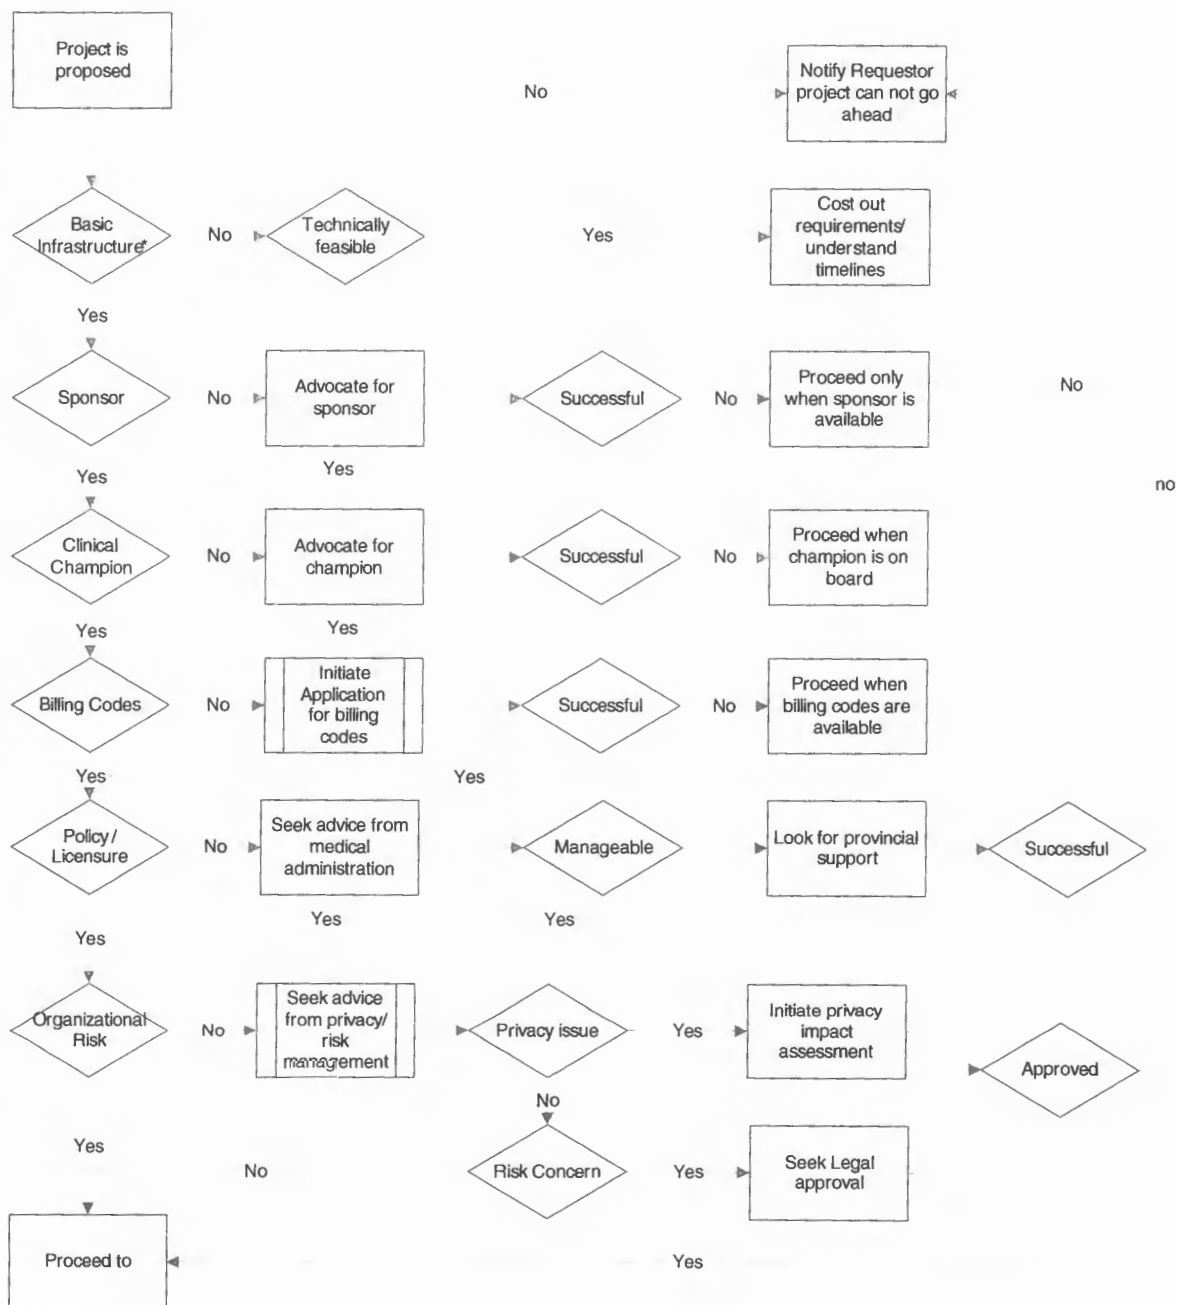 Project is
proposed
No
Notify Requestor
project can not go
ahead
Basic
Infrastructure*
No
Technically
feasible
Yes
Cost out
requirements/
understand
timelines
Yes
Sponsor
No
Advocate for
sponsor
Successful
No
Proceed only
when sponsor is
available
No
Yes
Yes
no
Clinical
Champion
No
Advocate for
champion
Successful
No
Proceed when
champion is on
board
Yes
Yes
Billing Codes
No
Initiate
Application
for billing
codes
Successful
No
Proceed when
billing codes are
available
Yes
Yes
Policy /
Licensure
No
Seek advice from
medical
administration
Manageable
Look for provincial
support
Successful
Yes
Yes
Yes
Organizational
Risk
No
Seek advice
from privacy/
risk
management
Privacy issue
Yes
Initiate privacy
impact
assessment
Approved
No
Yes
No
Risk Concern
Yes
Seek Legal
approval
Proceed to
Yes